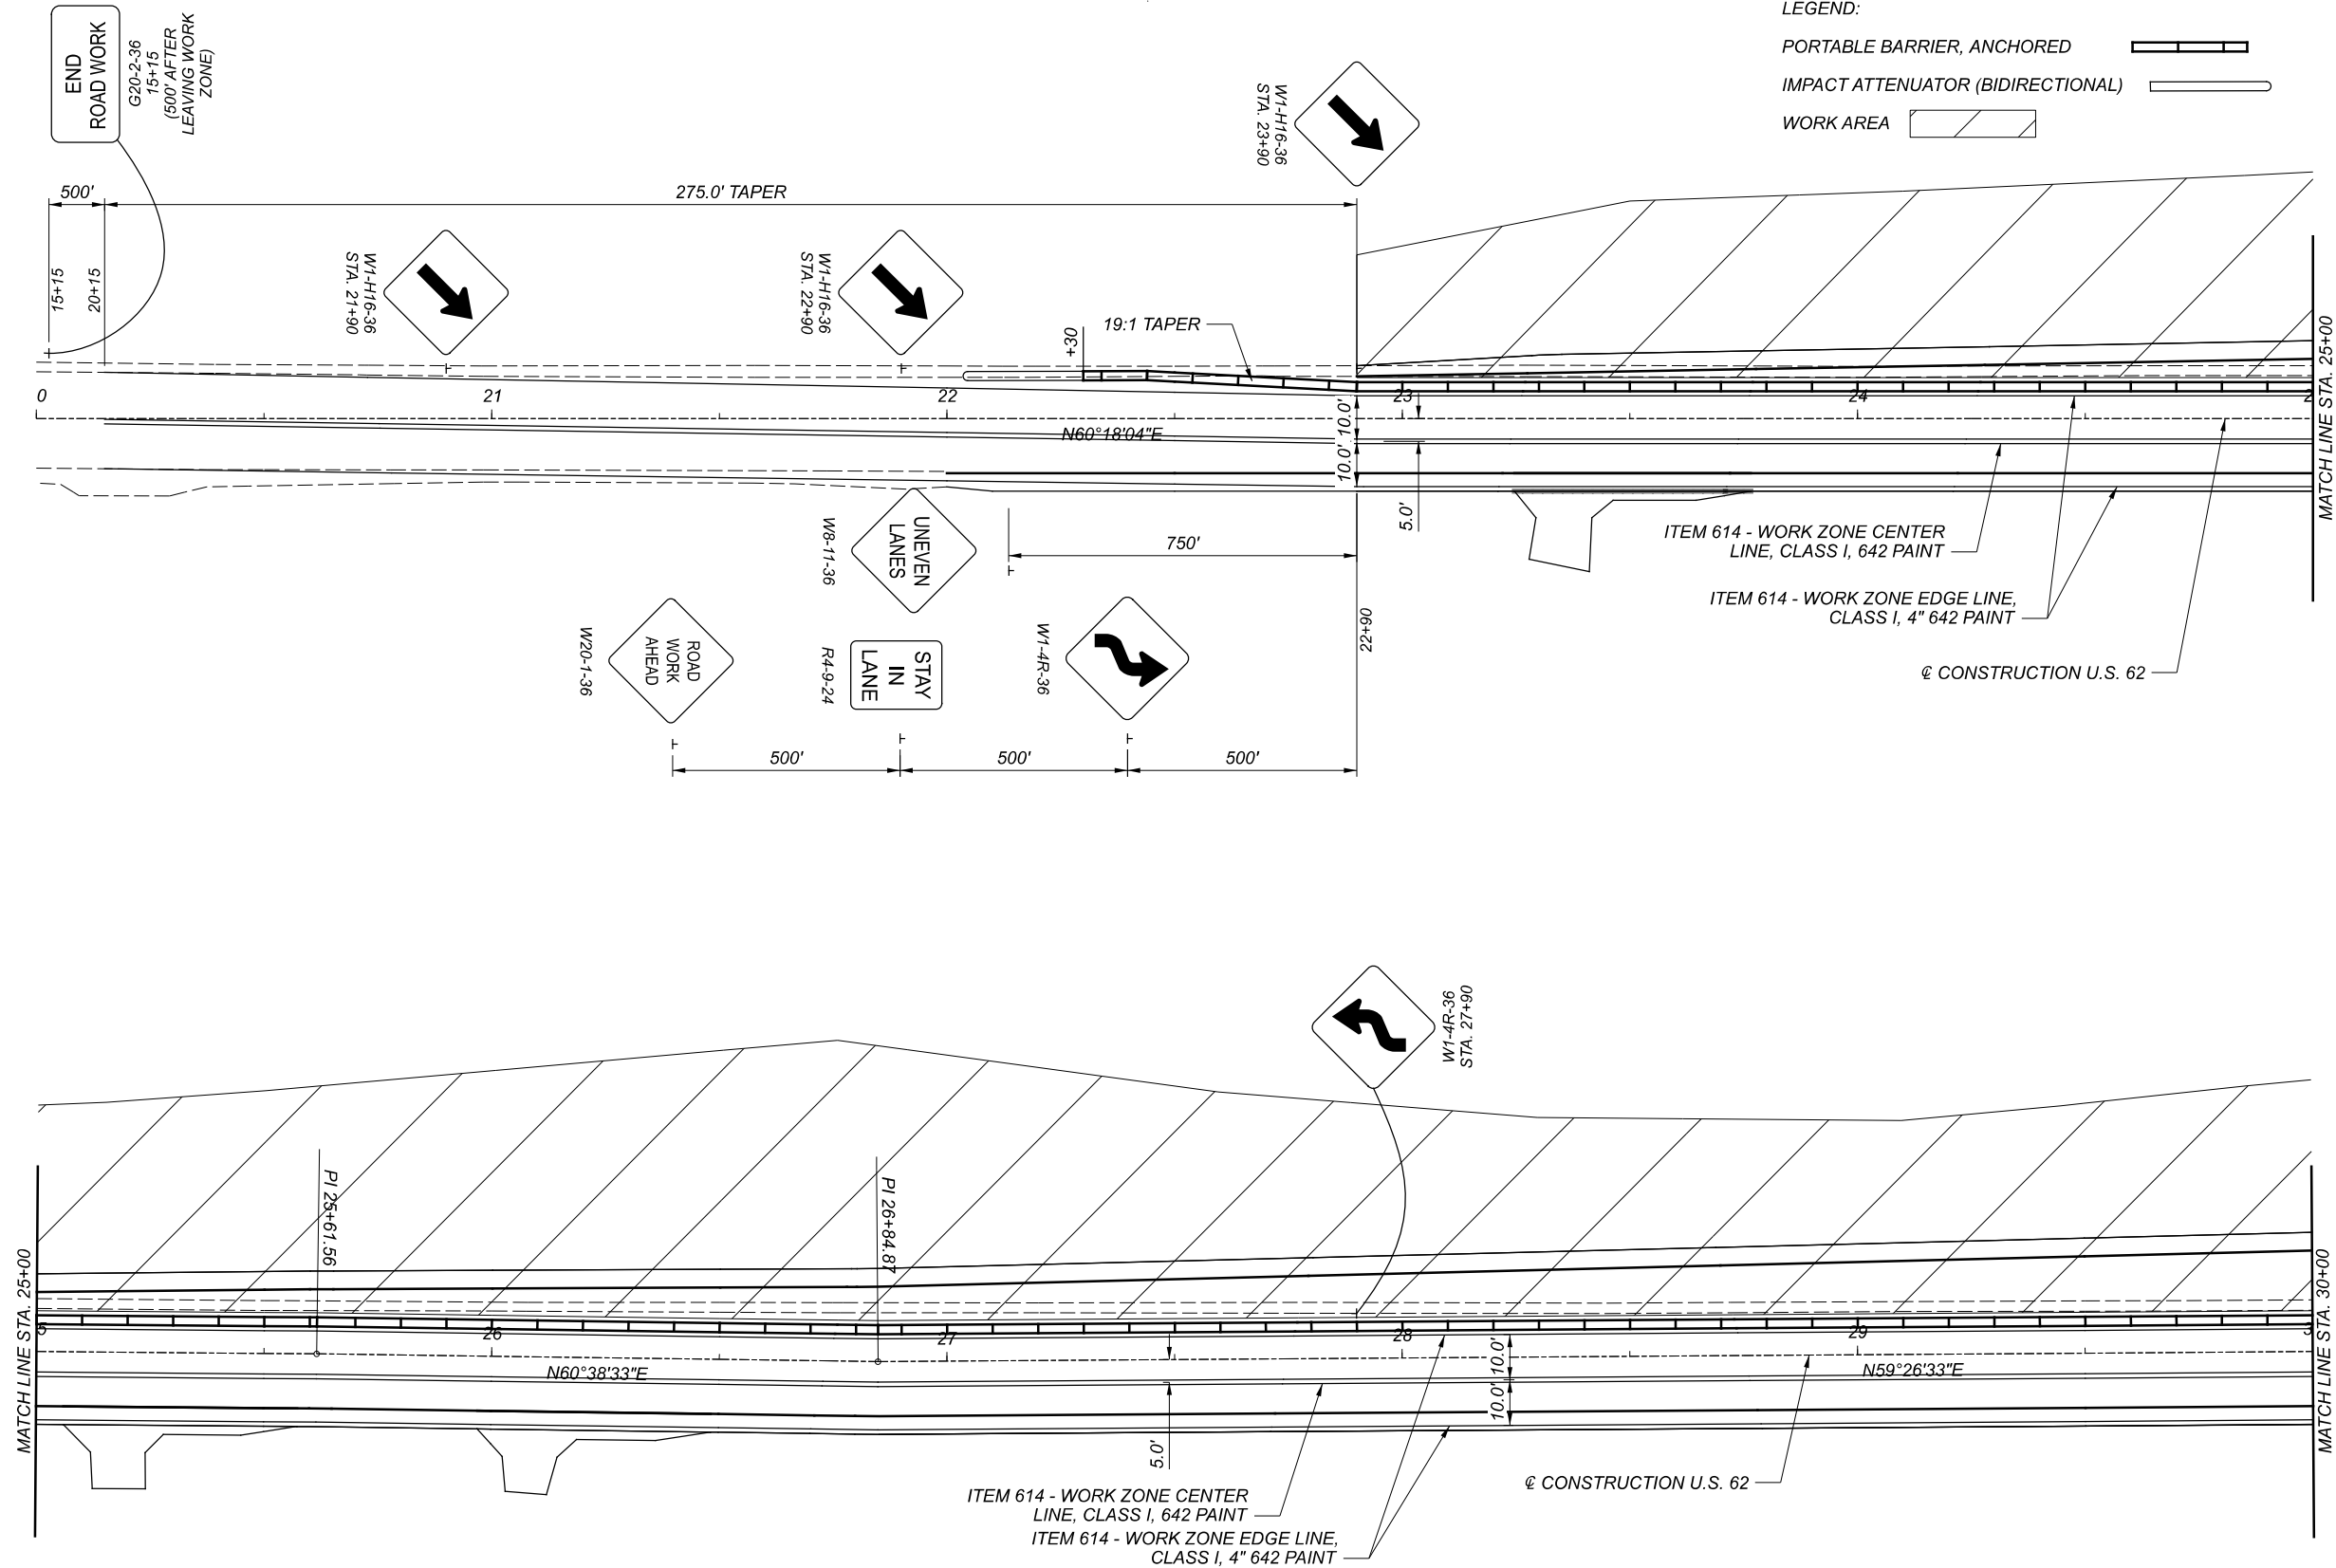 LEGEND:
PORTABLE BARRIER, ANCHORED
IMPACT ATTENUATOR (BIDIRECTIONAL)
WORK AREA
END
ROAD WORK
G20-2-36
15+15
(500' AFTER
LEAVING WORK
ZONE)
W1-H16-36
STA. 23+90
500'
275.0' TAPER
15+15
20+15
W1-H16-36
STA. 21+90
W1-H16-36
STA. 22+90
+30
19:1 TAPER
0
21
22
23
24
2
MATCH LINE STA. 25+00
N60°18'04"E
10.0'
10.0'
5.0'
UNEVEN
LANES
W8-11-36
750'
ITEM 614 - WORK ZONE CENTER
LINE, CLASS I, 642 PAINT
ITEM 614 - WORK ZONE EDGE LINE,
CLASS I, 4" 642 PAINT
22+90
ROAD
WORK
AHEAD
W20-1-36
STAY
IN
LANE
R4-9-24
W1-4R-36
℄ CONSTRUCTION U.S. 62
500'
500'
500'
W1-4R-36
STA. 27+90
PI 25+61.56
PI 26+84.87
MATCH LINE STA. 25+00
5
26
27
28
29
3
MATCH LINE STA. 30+00
N60°38'33"E
N59°26'33"E
10.0'
10.0'
5.0'
℄ CONSTRUCTION U.S. 62
ITEM 614 - WORK ZONE CENTER
LINE, CLASS I, 642 PAINT
ITEM 614 - WORK ZONE EDGE LINE,
CLASS I, 4" 642 PAINT